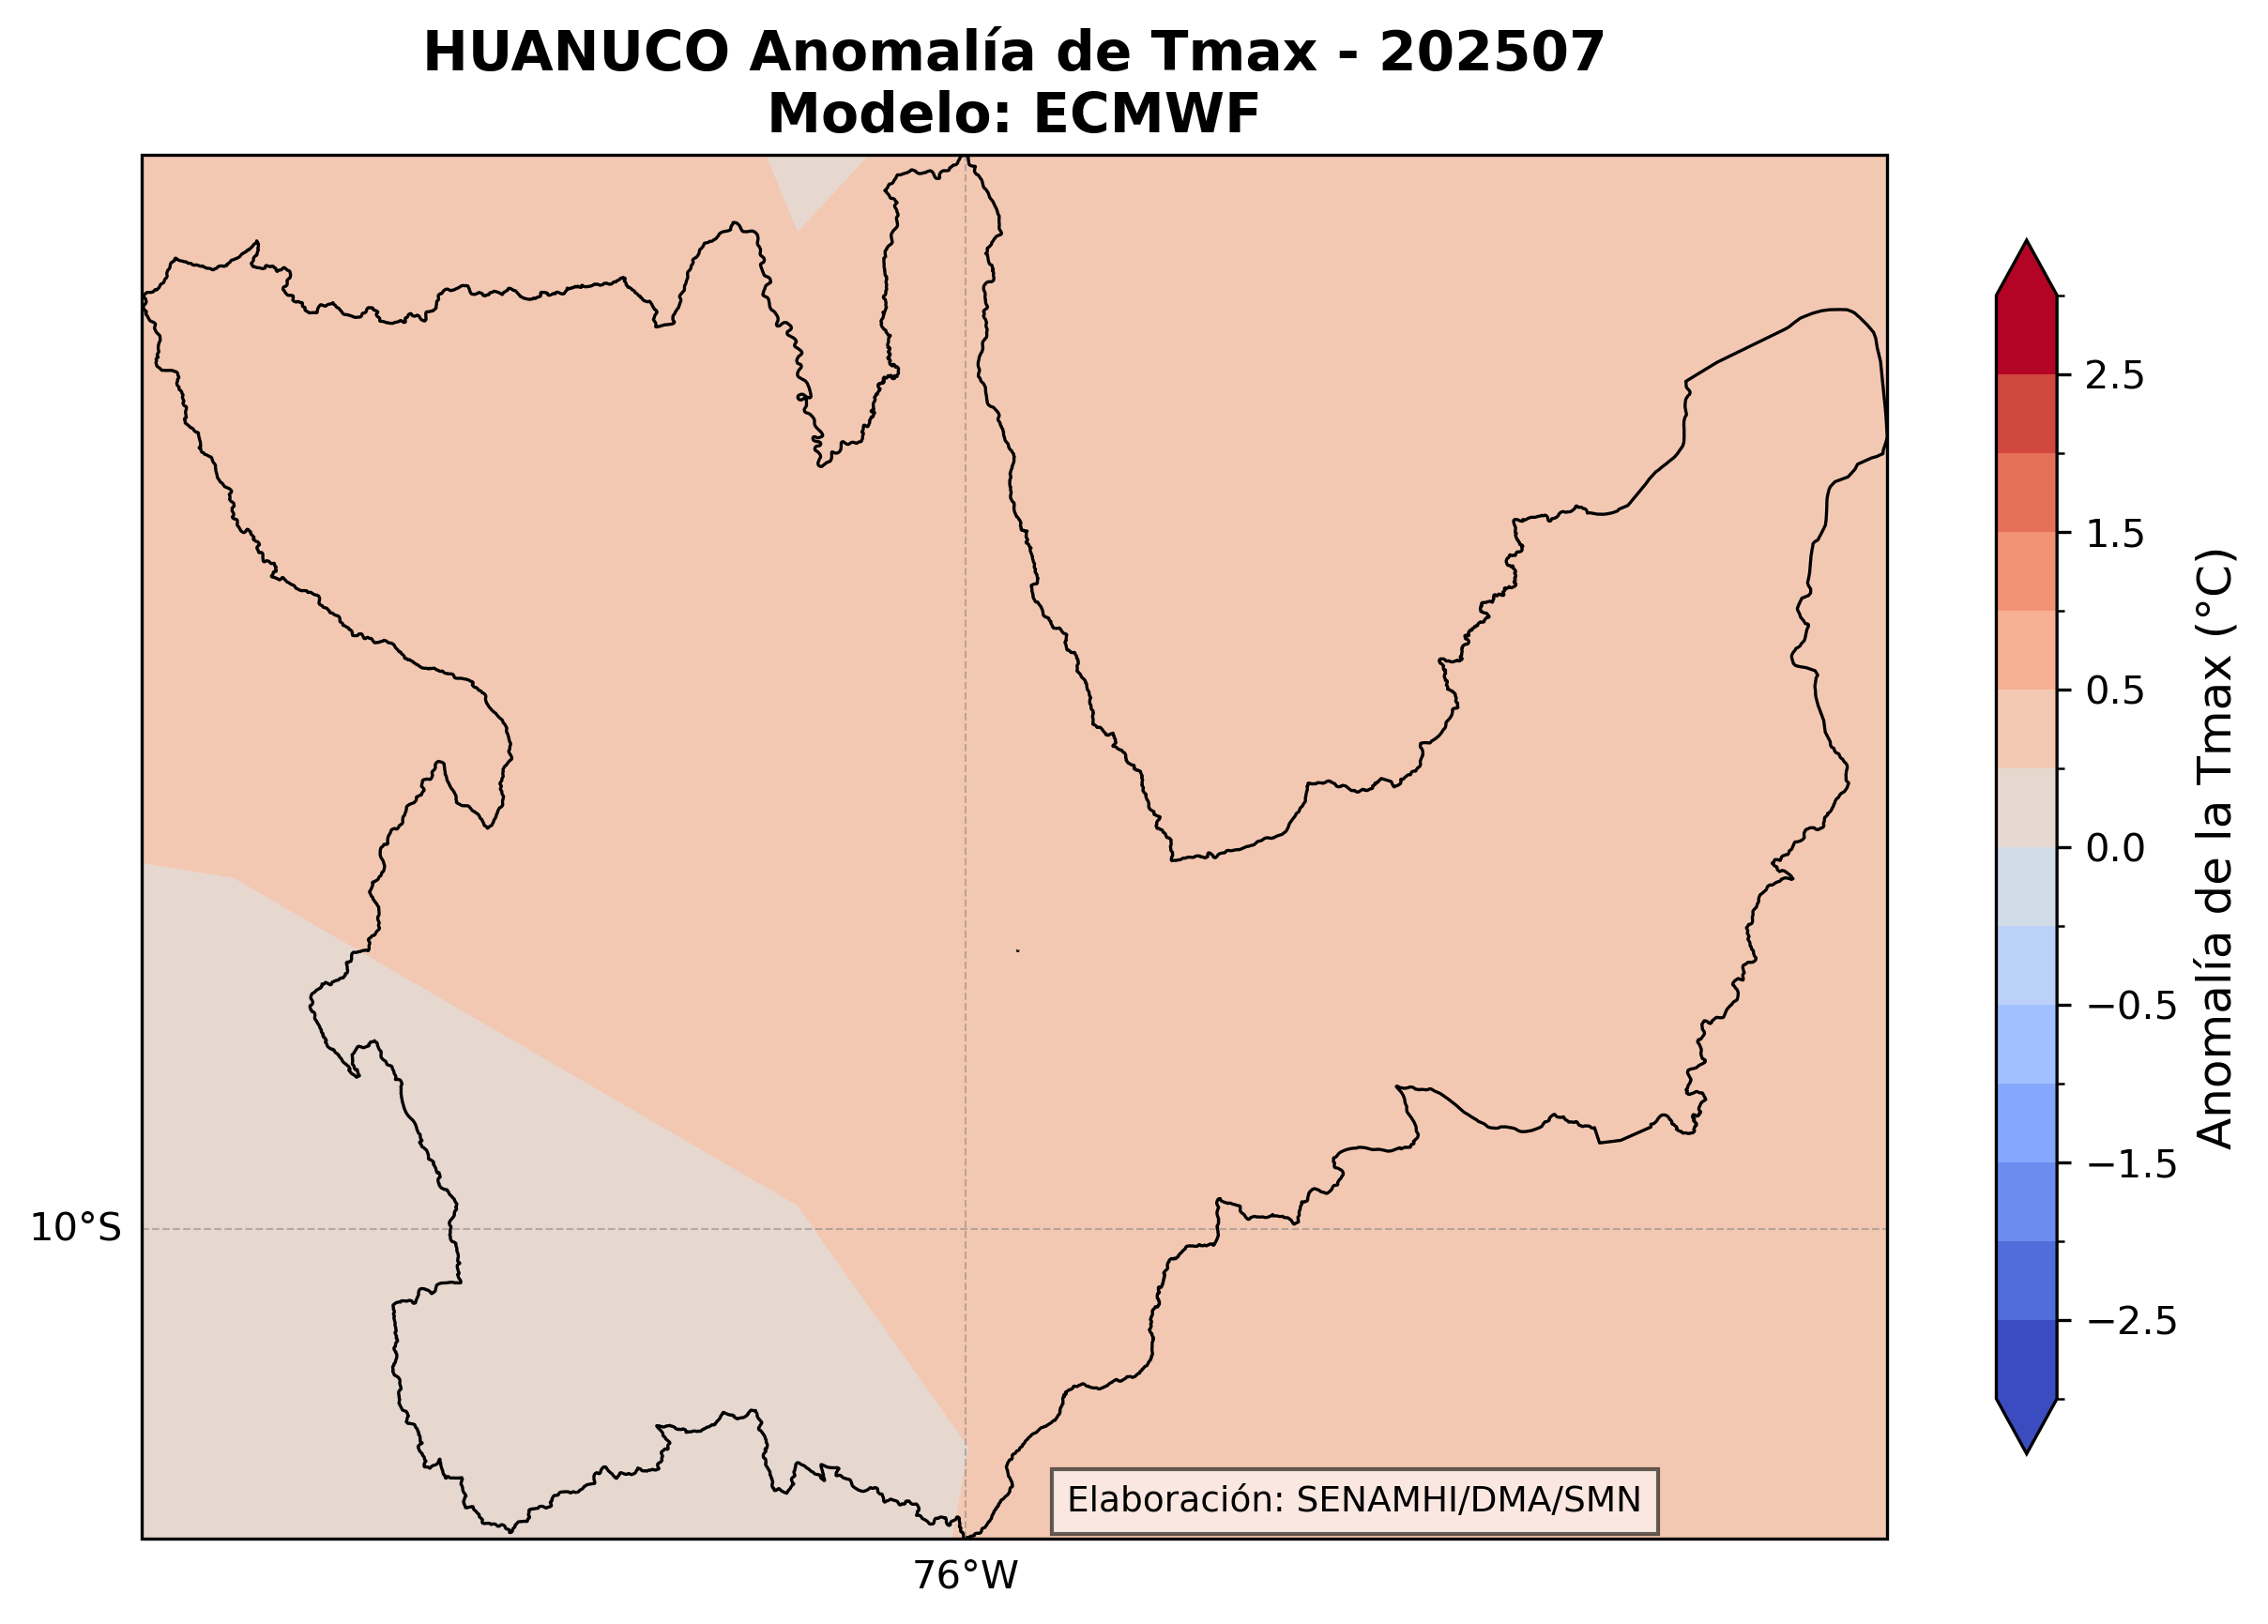 HUANUCO Anomalía de Tmax - 202507
Modelo: ECMWF
2.5
1.5
0.5
0.0
−0.5
−1.5
−2.5
Anomalía de la Tmax (°C)
10°S
Elaboración: SENAMHI/DMA/SMN
76°W